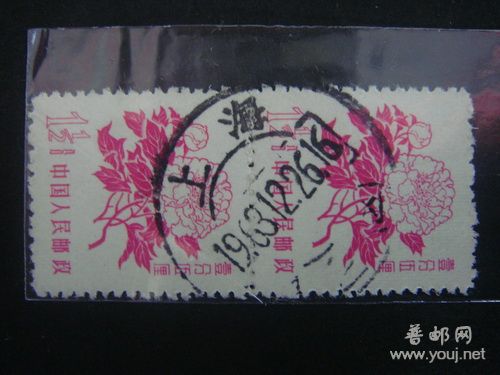 1½分
中国人民邮政
壹分伍厘
中国人民邮政
壹分伍厘
上海
1963.12.26.16
普邮网
www.youj.net